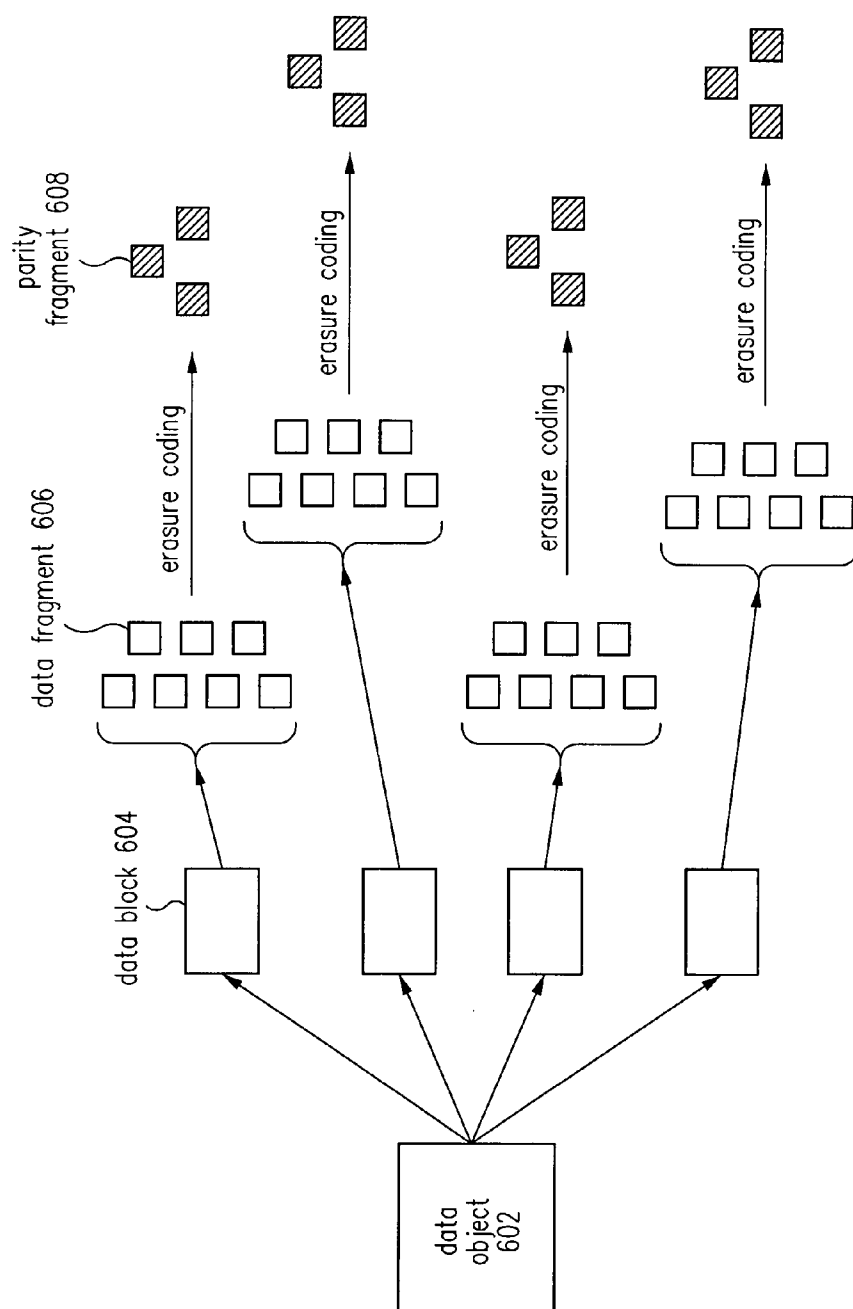 parity
fragment 608
data fragment 606
data block 604
data
object
602
erasure coding
erasure coding
erasure coding
erasure coding